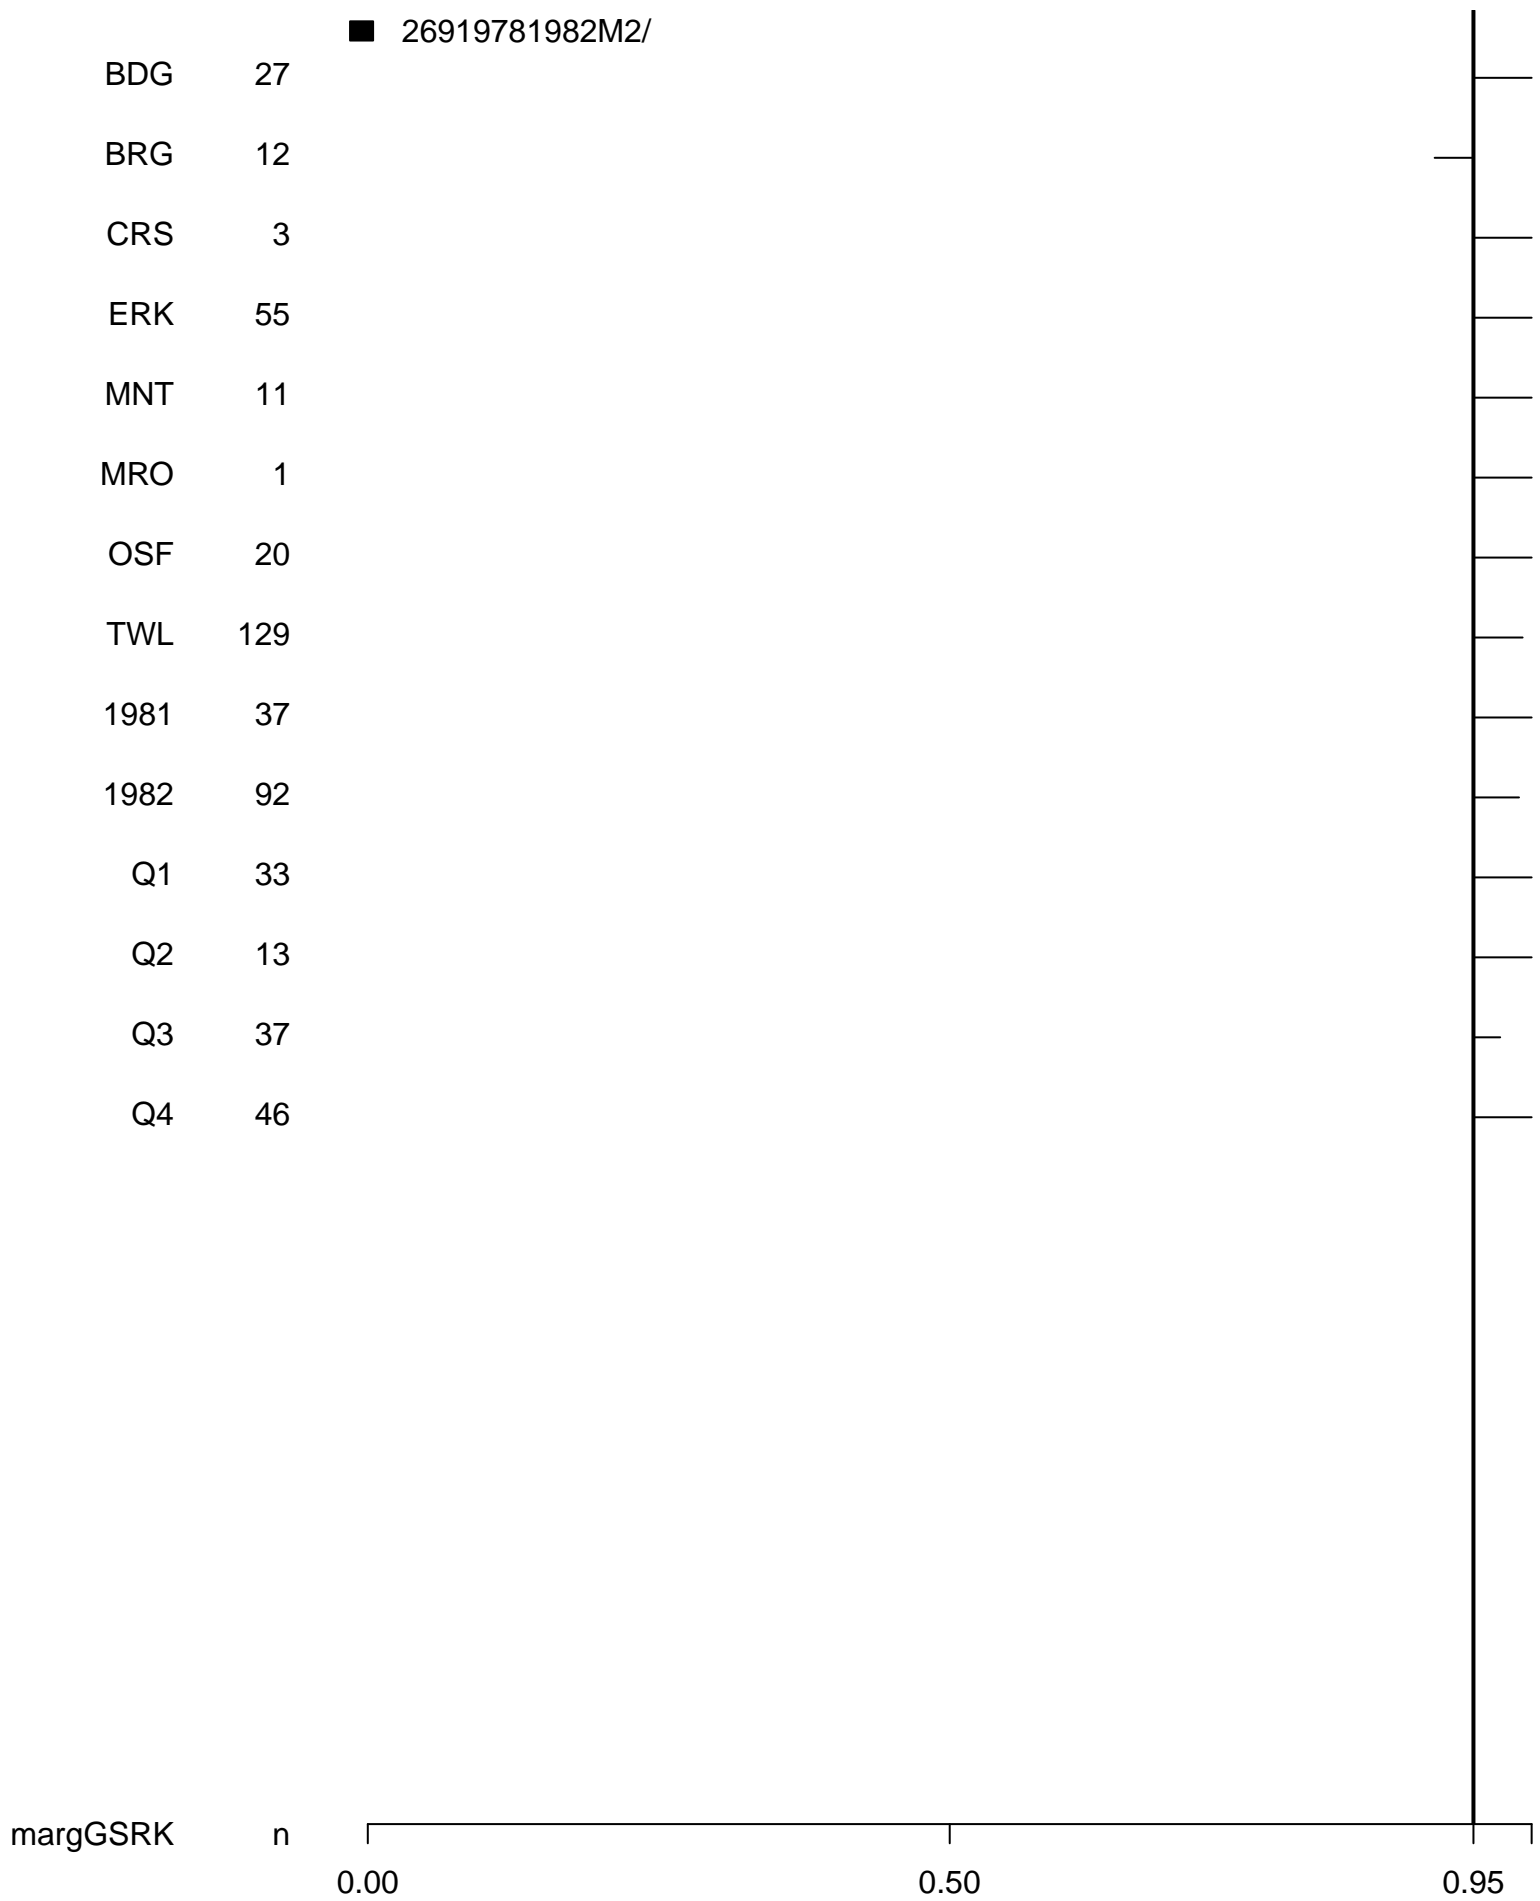 26919781982M2/
BDG 27
BRG 12
CRS 3
ERK 55
MNT 11
MRO 1
OSF 20
TWL 129
1981 37
1982 92
Q1 33
Q2 13
Q3 37
Q4 46
margGSRK n
0.00 0.50 0.95